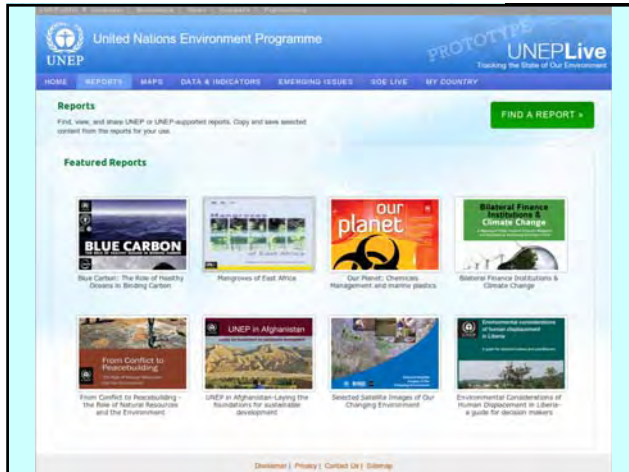 United Nations Environment Programme
UNEP
PROTOTYPE
UNEPLive
Tracking the State of Our Environment
HOME REPORTS MAPS DATA & INDICATORS EMERGING ISSUES SOE LIVE MY COUNTRY
Reports
Find, view, and share UNEP or UNEP-supported reports. Copy and save selected
content from the reports for your use.
FIND A REPORT »
Featured Reports
BLUE CARBON
of East Africa
our
planet
Bilateral Finance
Institutions &
Climate Change
Blue Carbon: The Role of Healthy
Oceans in Binding Carbon
Mangroves of East Africa
Our Planet: Chemicals
Management and marine plastics
Bilateral Finance Institutions &
Climate Change
From Conflict to
Peacebuilding
UNEP in Afghanistan
Environmental considerations
of human displacement
in Liberia
From Conflict to Peacebuilding -
the Role of Natural Resources
and the Environment
UNEP in Afghanistan-Laying the
foundations for sustainable
development
Selected Satellite Images of Our
Changing Environment
Environmental Considerations of
Human Displacement in Liberia-
a guide for decision makers
Disclaimer | Privacy | Contact Us | Sitemap